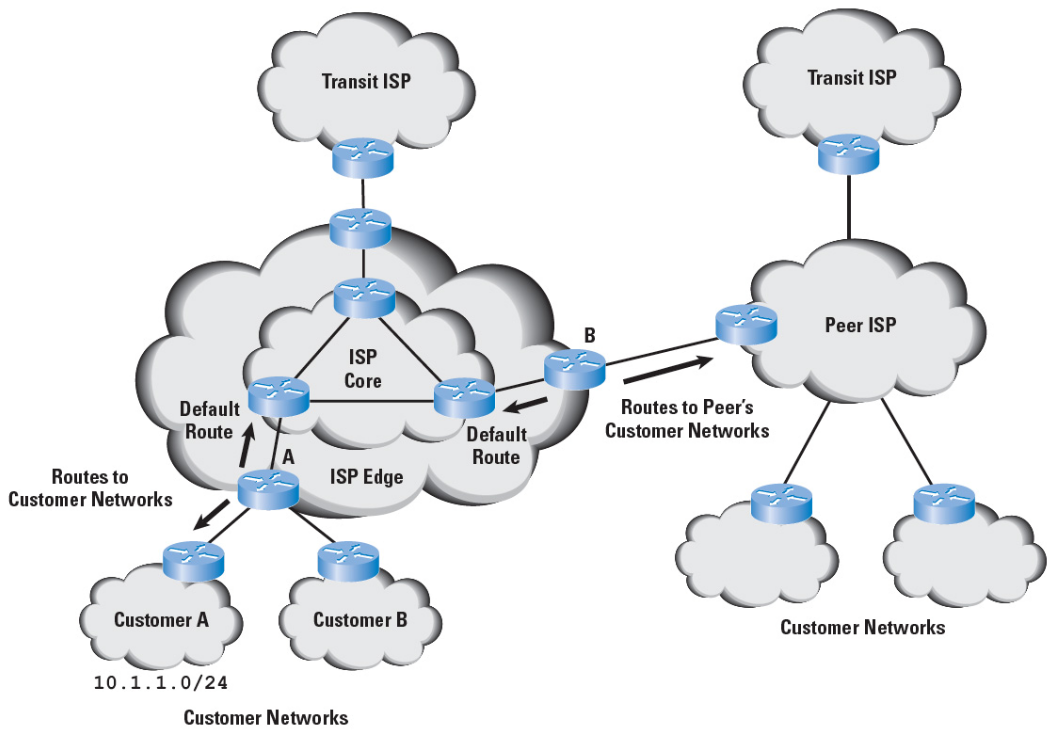 Transit ISP
Transit ISP
B
Peer ISP
ISP
Core
Default
Route
Routes to Peer's
Customer Networks
Default
Route
A
ISP Edge
Routes to
Customer Networks
Customer A
Customer B
Customer Networks
10.1.1.0/24
Customer Networks